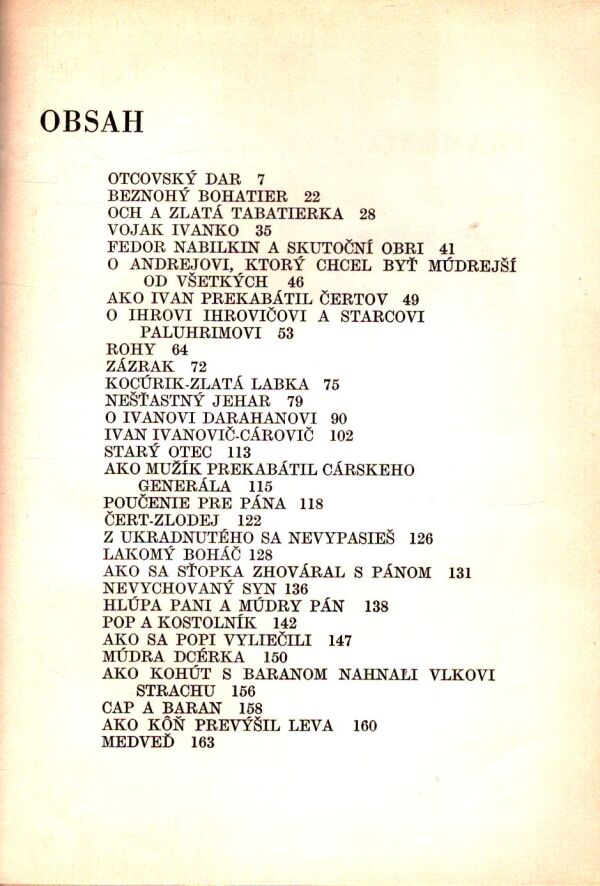 OBSAH
OTCOVSKÝ DAR 7
BEZNOHÝ BOHATIER 22
OCH A ZLATÁ TABATIERKA 28
VOJAK IVANKO 35
FEDOR NABILKIN A SKUTOČNÍ OBRI 41
O ANDREJOVI, KTORÝ CHCEL BYŤ MÚDREJŠÍ
OD VŠETKÝCH 46
AKO IVAN PREKABÁTIL ČERTOV 49
O IHROVI IHROVIČOVI A STARCOVI
PALUHRIMOVI 53
ROHY 64
ZÁZRAK 72
KOCÚRIK-ZLATÁ LABKA 75
NEŠŤASTNÝ JEHAR 79
O IVANOVI DARAHANOVI 90
IVAN IVANOVIČ-CÁROVIČ 102
STARÝ OTEC 113
AKO MUŽÍK PREKABÁTIL CÁRSKEHO
GENERÁLA 115
POUČENIE PRE PÁNA 118
ČERT-ZLODEJ 122
Z UKRADNUTÉHO SA NEVYPASIEŠ 126
LAKOMÝ BOHÁČ 128
AKO SA SŤOPKA ZHOVÁRAL S PÁNOM 131
NEVYCHOVANÝ SYN 136
HLÚPA PANI A MÚDRY PÁN 138
POP A KOSTOLNÍK 142
AKO SA POPI VYLIEČILI 147
MÚDRA DCÉRKA 150
AKO KOHÚT S BARANOM NAHNALI VLKOVI
STRACHU 156
CAP A BARAN 158
AKO KÔŇ PREVÝŠIL LEVA 160
MEDVEĎ 163